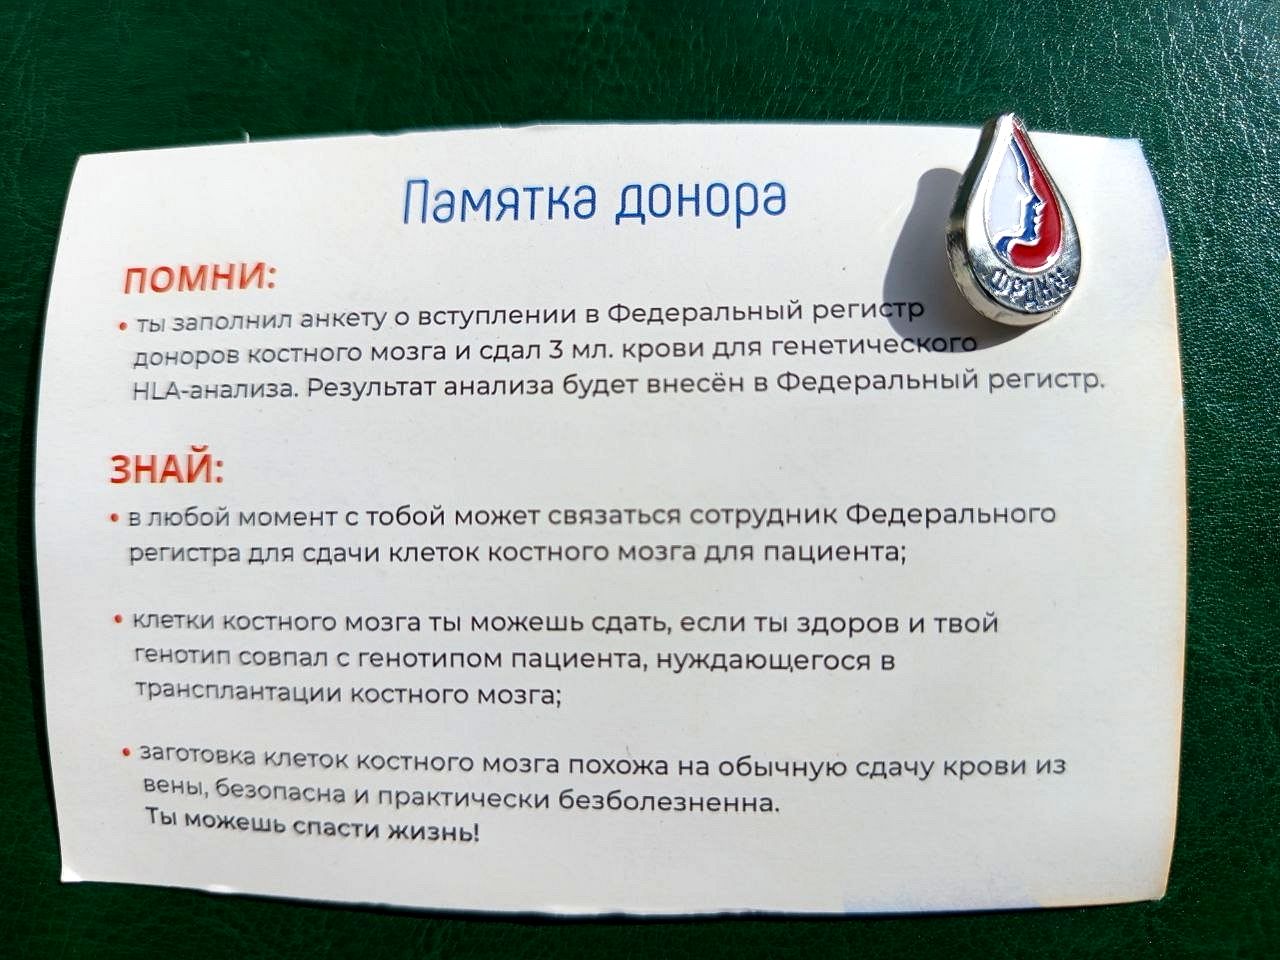 Памятка донора
ПОМНИ:
• ты заполнил анкету о вступлении в Федеральный регистр
доноров костного мозга и сдал 3 мл. крови для генетического
HLA-анализа. Результат анализа будет внесён в Федеральный регистр.
ЗНАЙ:
• в любой момент с тобой может связаться сотрудник Федерального
регистра для сдачи клеток костного мозга для пациента;
• клетки костного мозга ты можешь сдать, если ты здоров и твой
генотип совпал с генотипом пациента, нуждающегося в
трансплантации костного мозга;
• заготовка клеток костного мозга похожа на обычную сдачу крови из
вены, безопасна и практически безболезненна.
Ты можешь спасти жизнь!